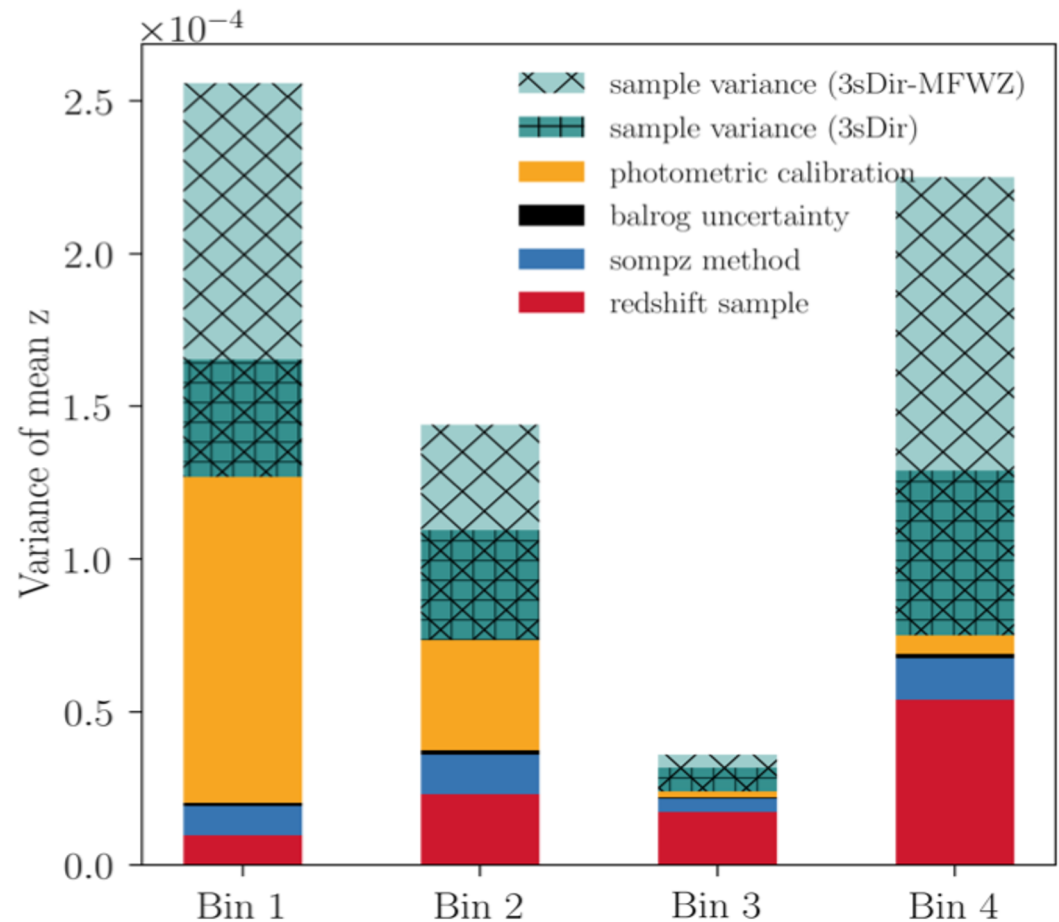 ×10⁻⁴
sample variance (3sDir-MFWZ)
sample variance (3sDir)
photometric calibration
balrog uncertainty
sompz method
redshift sample
Variance of mean z
2.5
2.0
1.5
1.0
0.5
0.0
Bin 1 Bin 2 Bin 3 Bin 4